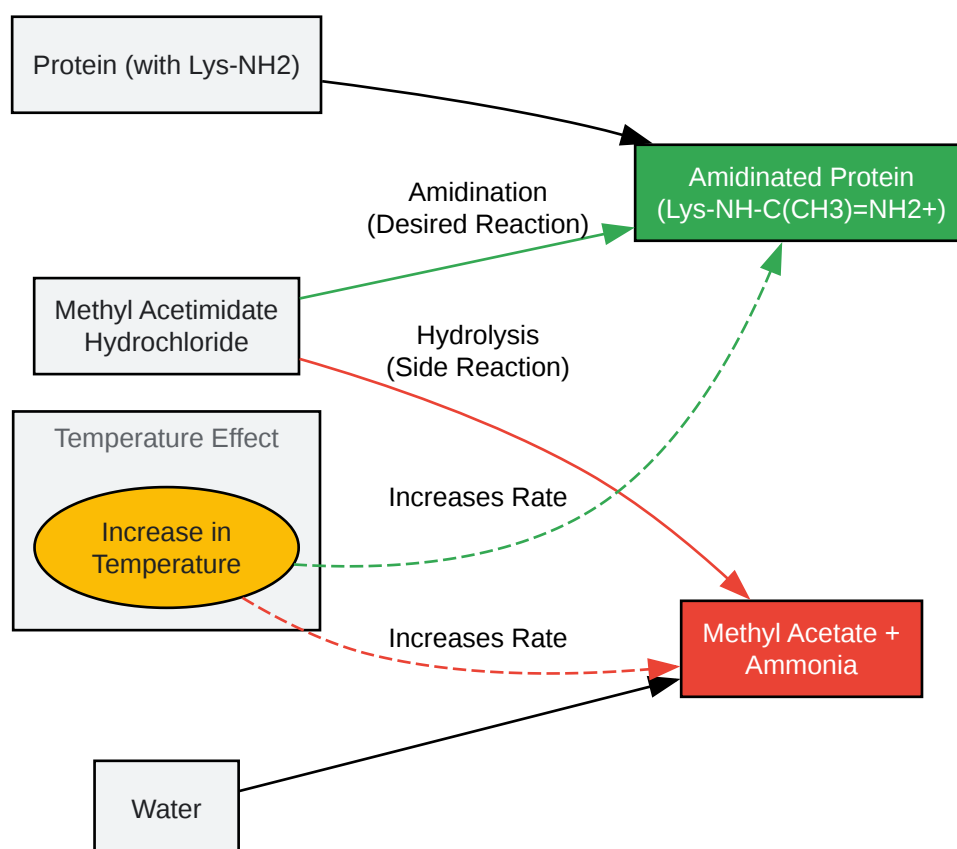 Protein (with Lys-NH2)
Amidinated Protein
(Lys-NH-C(CH3)=NH2+)
Amidination
(Desired Reaction)
Methyl Acetimidate
Hydrochloride
Hydrolysis
(Side Reaction)
Temperature Effect
Increases Rate
Increase in
Temperature
Increases Rate
Methyl Acetate +
Ammonia
Water